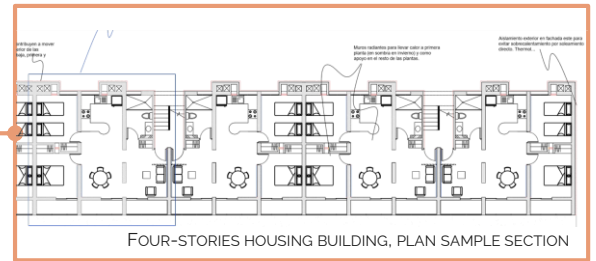 contribuyen a mover
Muros radiantes para llevar calor a primera
planta (en sombra en invierno) y como
apoyo en el resto de las plantas.
Aislamiento exterior en fachada este para
evitar sobrecalentamiento por soleamiento
directo. Thermal...
FOUR-STORIES HOUSING BUILDING, PLAN SAMPLE SECTION